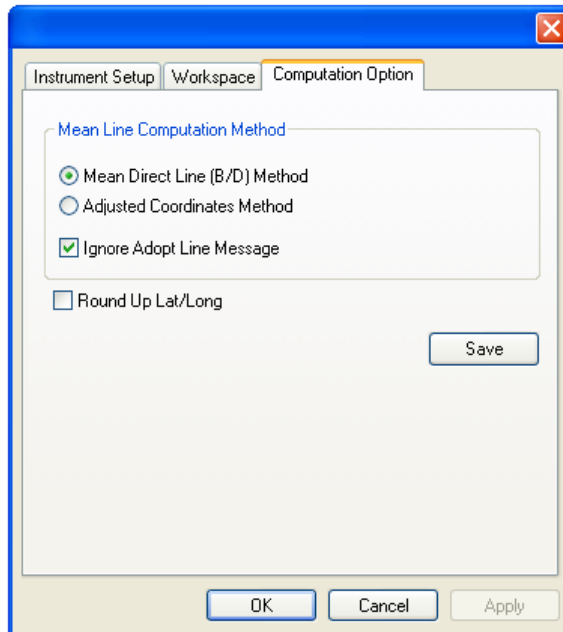 Instrument Setup Workspace Computation Option
Mean Line Computation Method
Mean Direct Line (B/D) Method
Adjusted Coordinates Method
Ignore Adopt Line Message
Round Up Lat/Long
Save
OK Cancel Apply